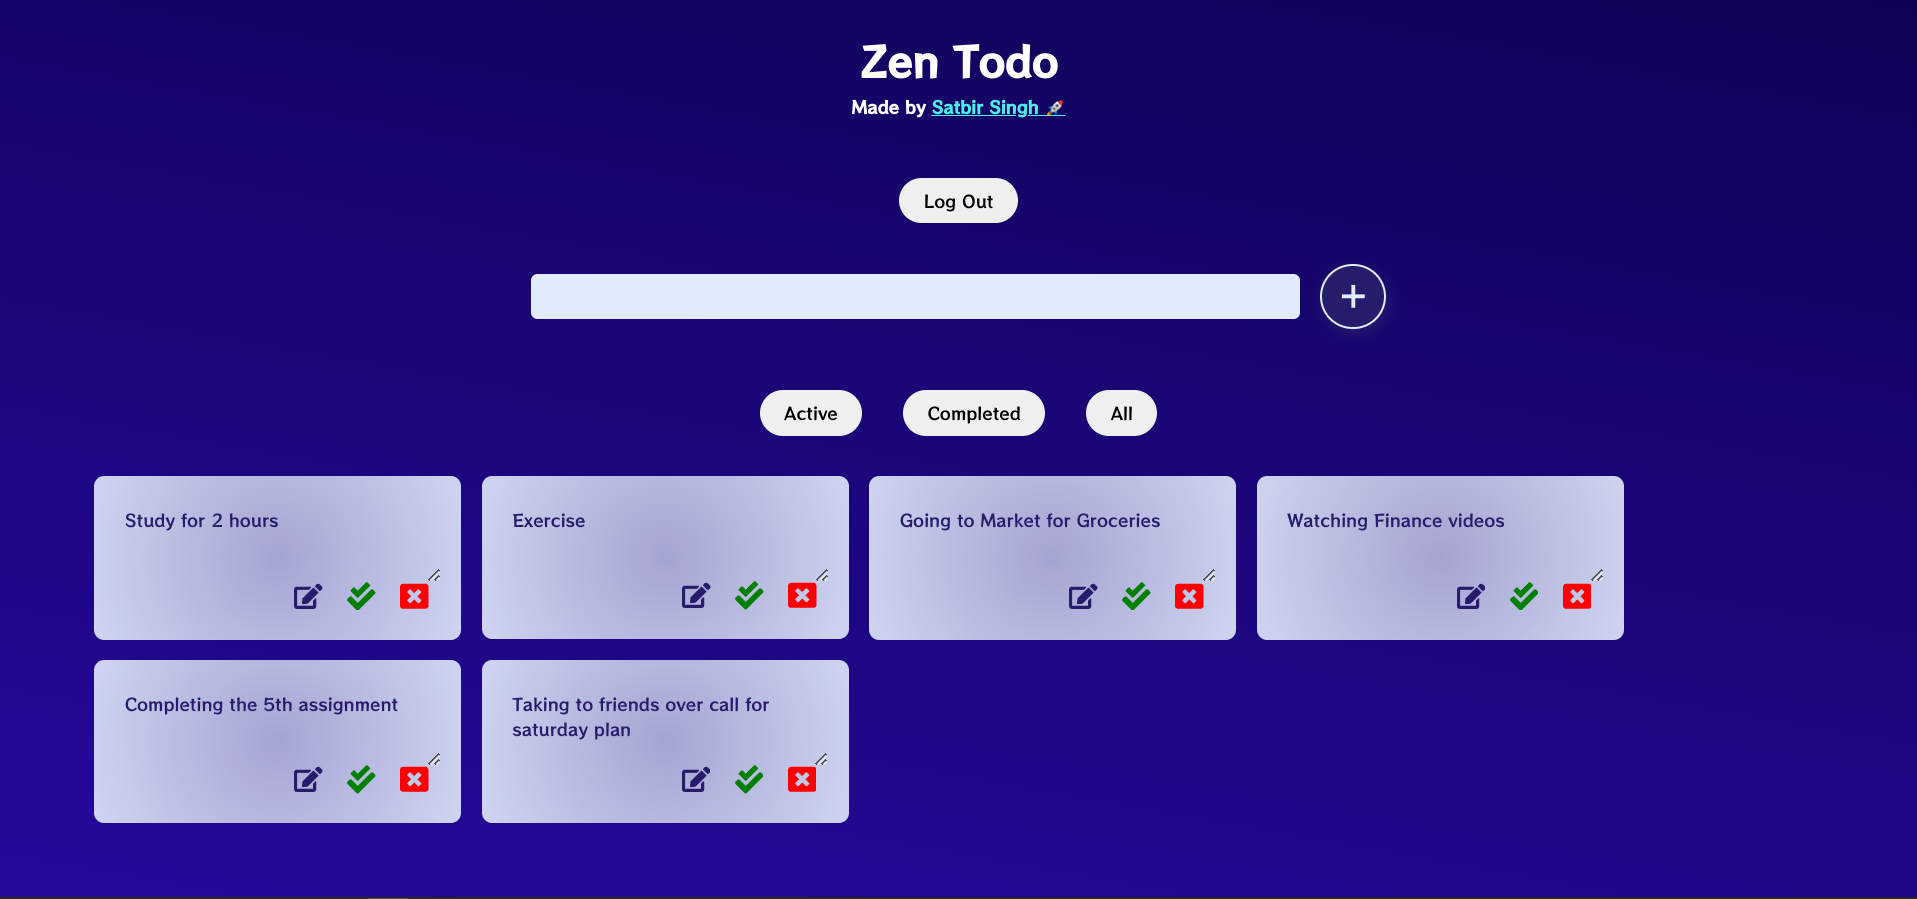 Zen Todo
Made by Satbir Singh 🚀
Log Out
Active
Completed
All
Study for 2 hours
Exercise
Going to Market for Groceries
Watching Finance videos
Completing the 5th assignment
Taking to friends over call for
saturday plan